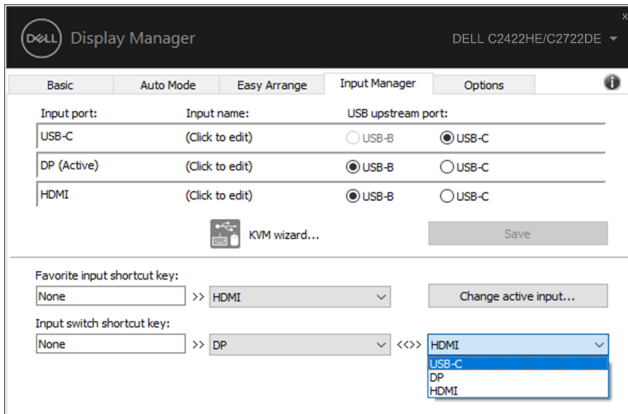 DELL Display Manager
DELL C2422HE/C2722DE
x
Basic Auto Mode Easy Arrange Input Manager Options
Input port: Input name: USB upstream port:
USB-C (Click to edit) USB-B USB-C
DP (Active) (Click to edit) USB-B USB-C
HDMI (Click to edit) USB-B USB-C
KVM wizard... Save
Favorite input shortcut key:
None >> HDMI Change active input...
Input switch shortcut key:
None >> DP <<>> HDMI
USB-C
DP
HDMI